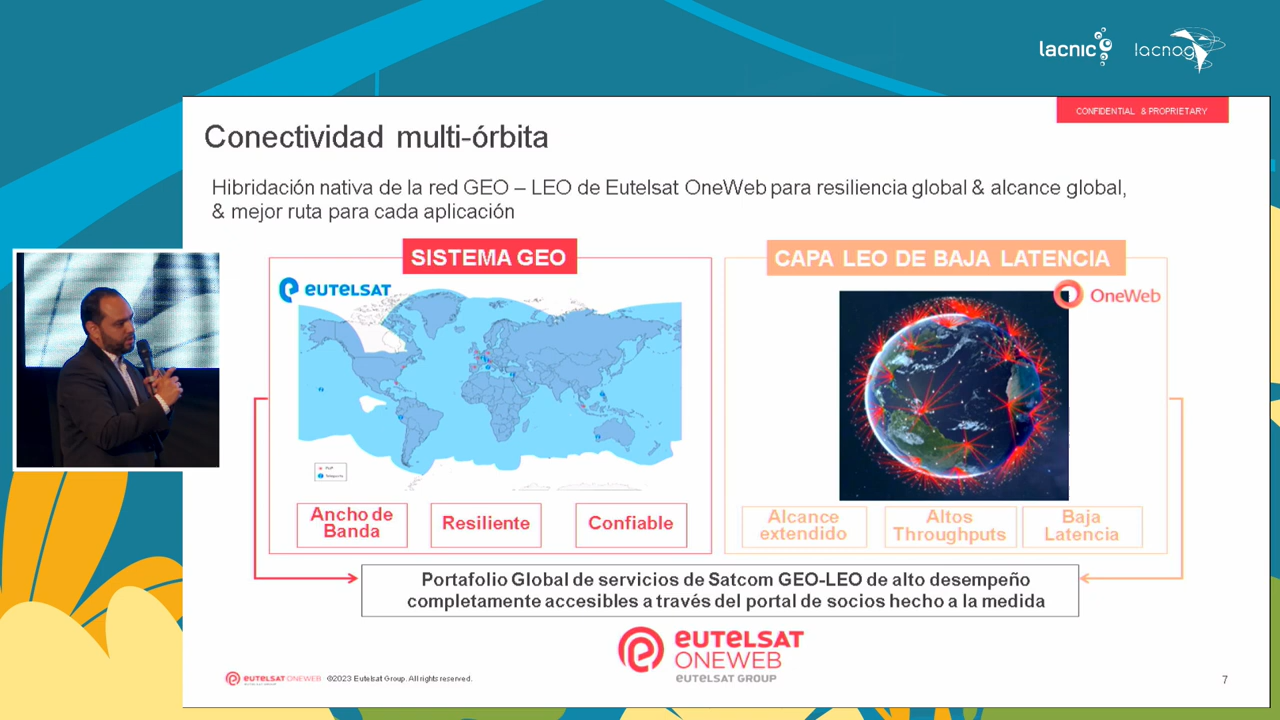 lacnic
lacnog
CONFIDENTIAL & PROPRIETARY
Conectividad multi-órbita
Hibridación nativa de la red GEO – LEO de Eutelsat OneWeb para resiliencia global & alcance global,
& mejor ruta para cada aplicación
SISTEMA GEO
CAPA LEO DE BAJA LATENCIA
eutelsat
OneWeb
Ancho de
Banda
Resiliente
Confiable
Alcance
extendido
Altos
Throughputs
Baja
Latencia
Portafolio Global de servicios de Satcom GEO-LEO de alto desempeño
completamente accesibles a través del portal de socios hecho a la medida
eutelsat
ONEWEB
eutelsat GROUP
eutelsat ONEWEB ©2023 Eutelsat Group. All rights reserved.
7